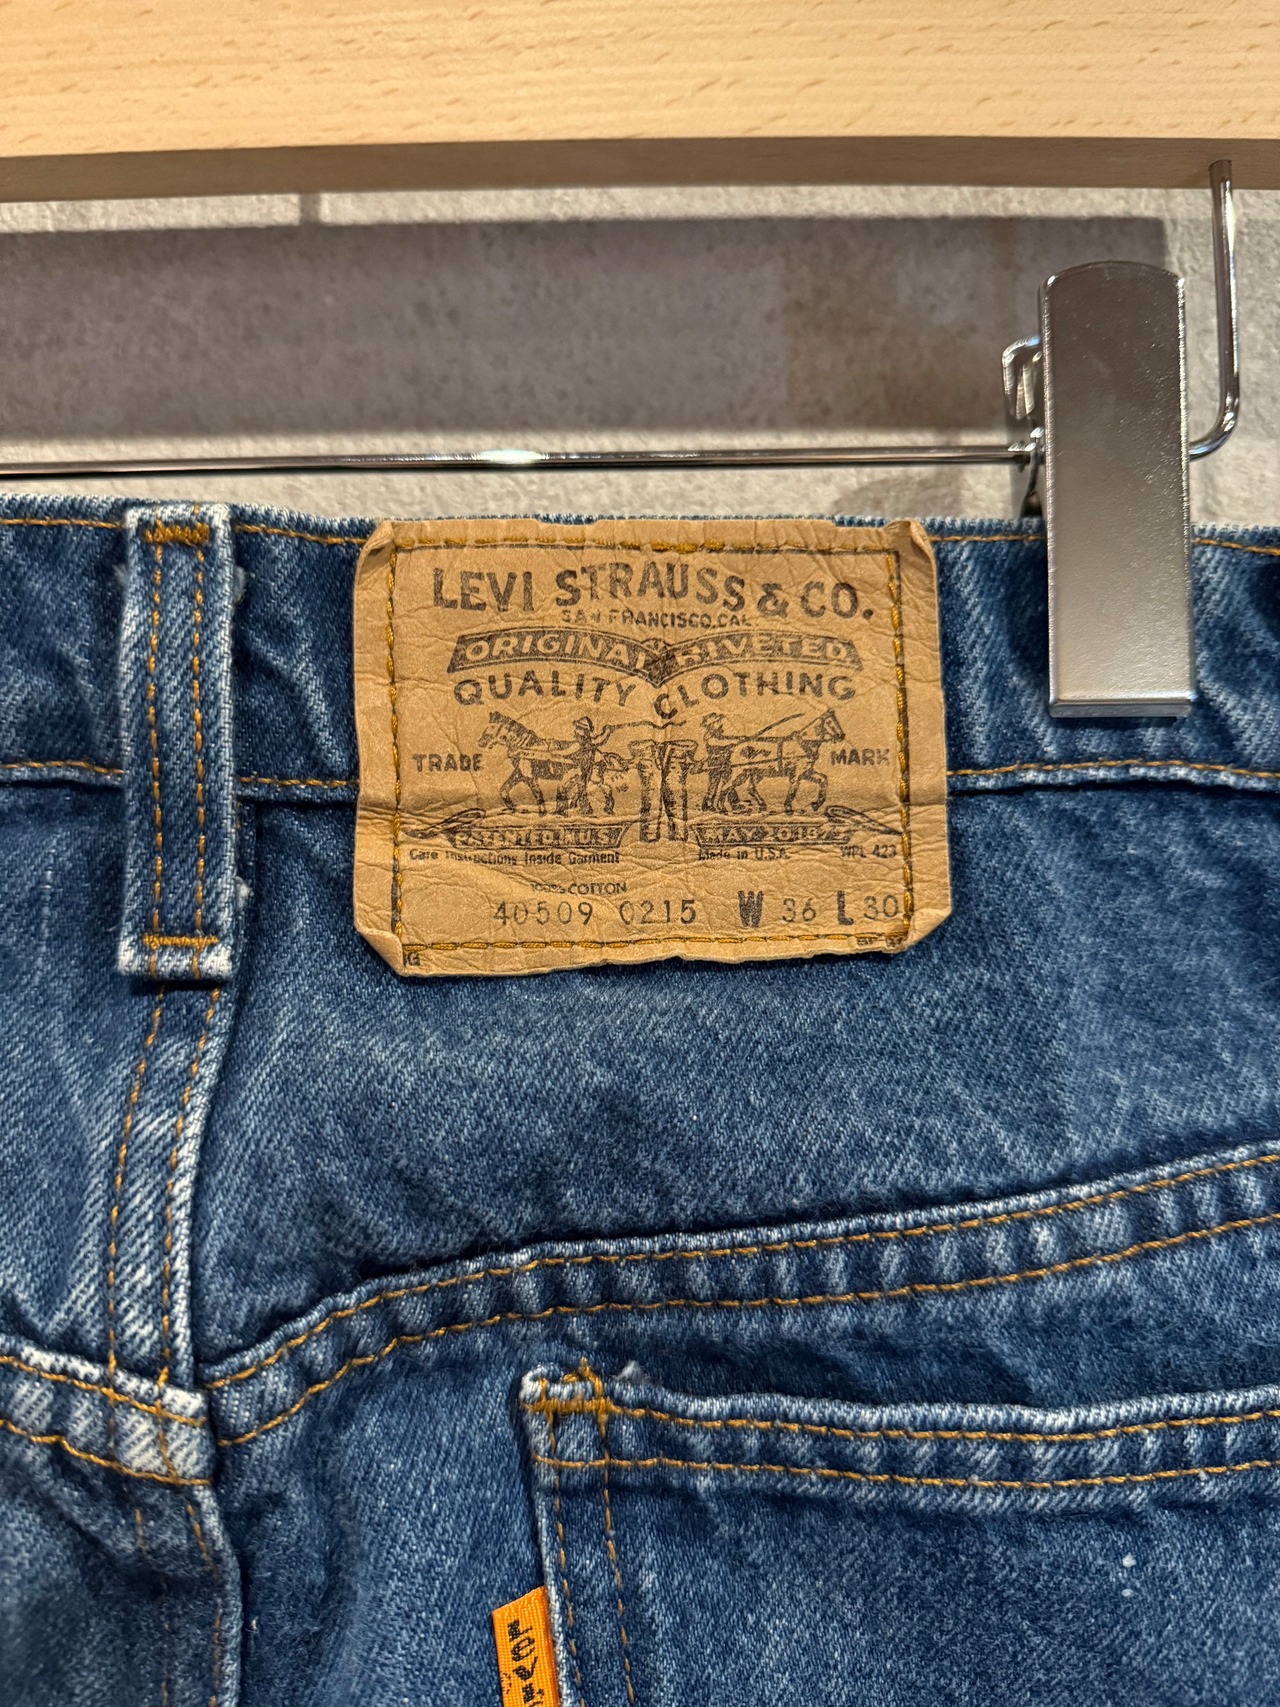 LEVI STRAUSS & CO.
SAN FRANCISCO, CAL
ORIGINAL RIVETED
QUALITY CLOTHING
TRADE MARK
PATENTED IN U.S. MAY 20 1873
Care Instructions Inside Garment Made in U.S.A. WPL 423
100% COTTON
40509 0215 W 36 L 30